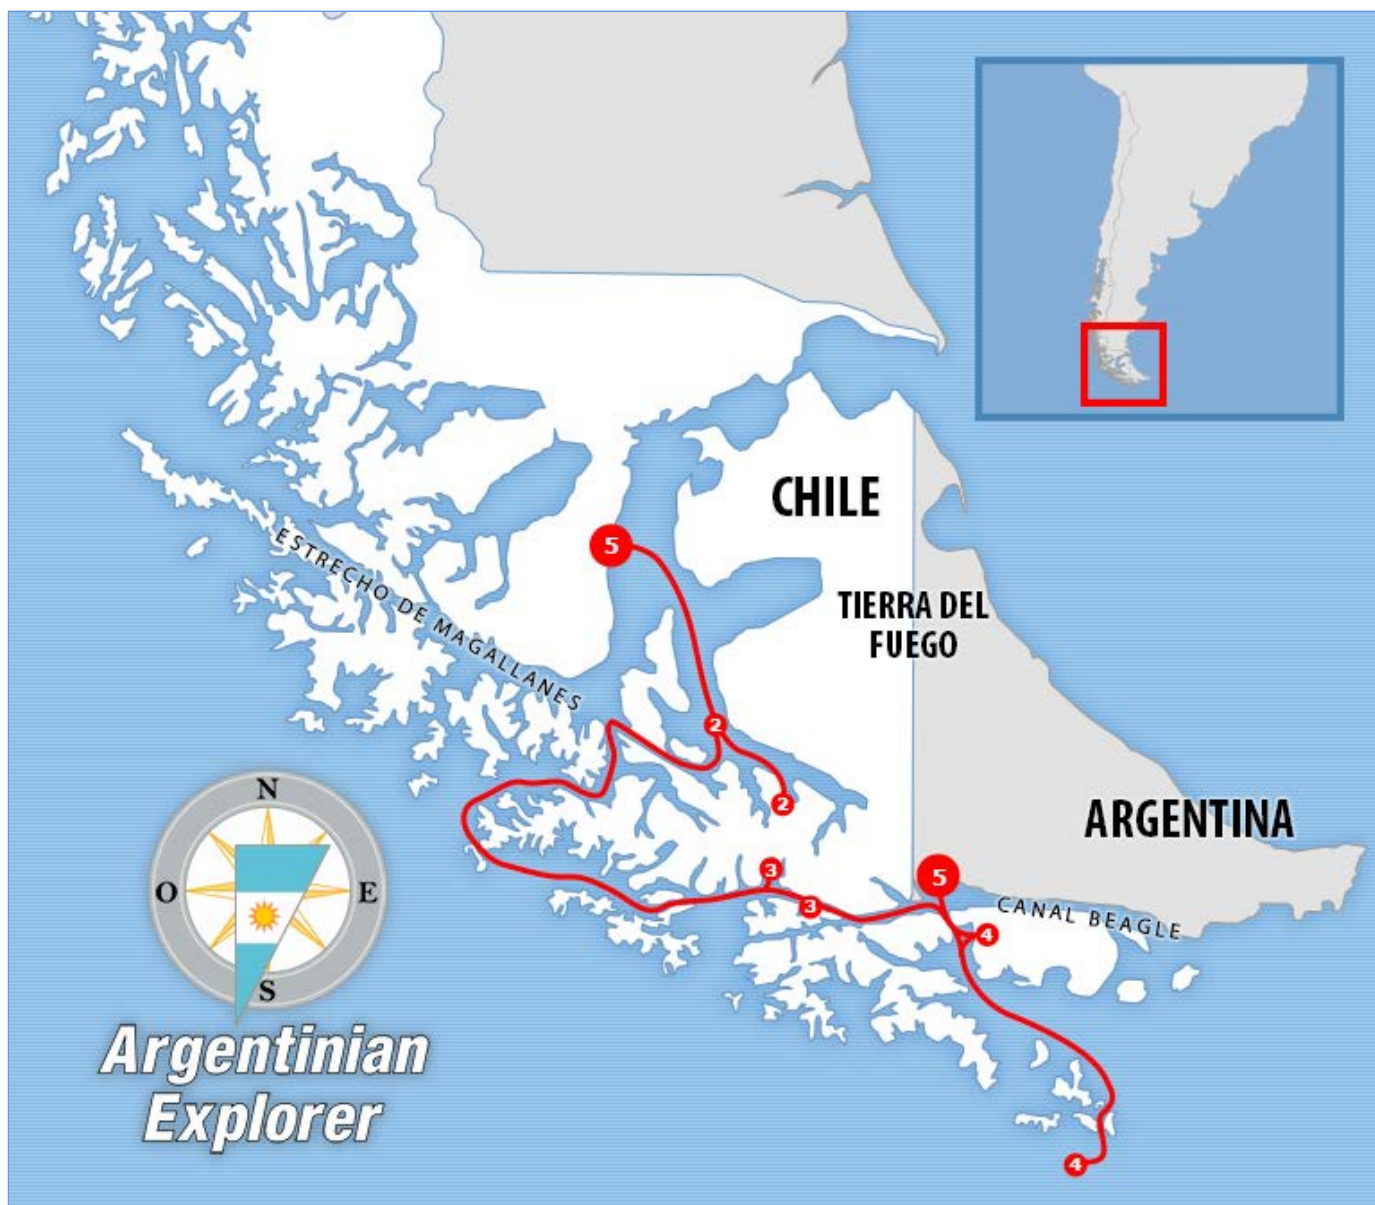 CHILE
5
ESTRECHO DE MAGALLANES
TIERRA DEL
FUEGO
2
2
N
O
E
S
ARGENTINA
3
5
3
CANAL BEAGLE
4
Argentinian
Explorer
4